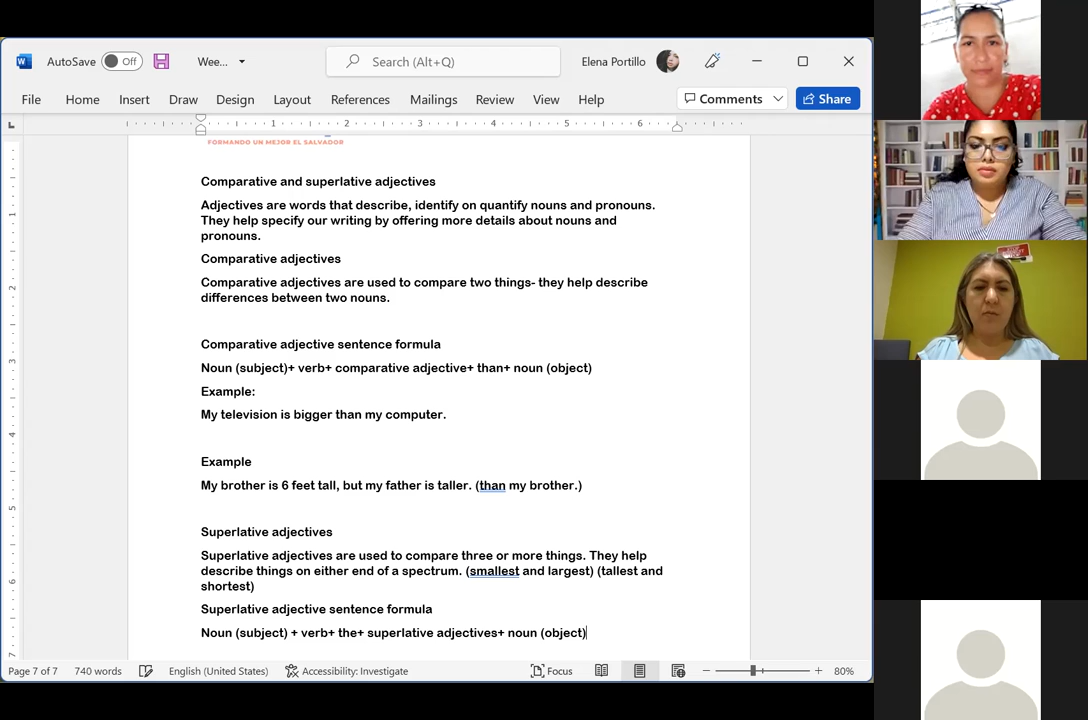 AutoSave Off Wee... Search (Alt+Q) Elena Portillo
File Home Insert Draw Design Layout References Mailings Review View Help Comments Share
1 2 3 4 5 6
FORMANDO UN MEJOR EL SALVADOR
Comparative and superlative adjectives
Adjectives are words that describe, identify on quantify nouns and pronouns.
They help specify our writing by offering more details about nouns and
pronouns.
Comparative adjectives
Comparative adjectives are used to compare two things- they help describe
differences between two nouns.
Comparative adjective sentence formula
Noun (subject)+ verb+ comparative adjective+ than+ noun (object)
Example:
My television is bigger than my computer.
Example
My brother is 6 feet tall, but my father is taller. (than my brother.)
Superlative adjectives
Superlative adjectives are used to compare three or more things. They help
describe things on either end of a spectrum. (smallest and largest) (tallest and
shortest)
Superlative adjective sentence formula
Noun (subject) + verb+ the+ superlative adjectives+ noun (object)
Page 7 of 7 740 words English (United States) Accessibility: Investigate Focus 80%